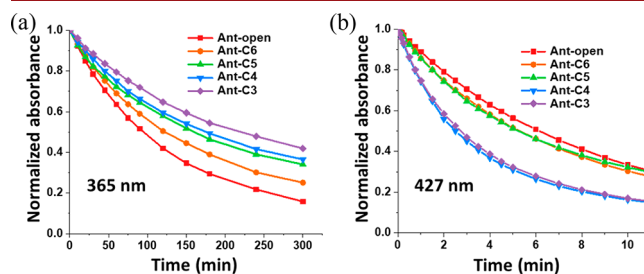 (a)
Normalized absorbance
1.0
0.8
0.6
0.4
0.2
0.0
Ant-open
Ant-C6
Ant-C5
Ant-C4
Ant-C3
365 nm
0 50 100 150 200 250 300
Time (min)
(b)
Normalized absorbance
1.0
0.8
0.6
0.4
0.2
0.0
Ant-open
Ant-C6
Ant-C5
Ant-C4
Ant-C3
427 nm
0 2 4 6 8 10
Time (min)